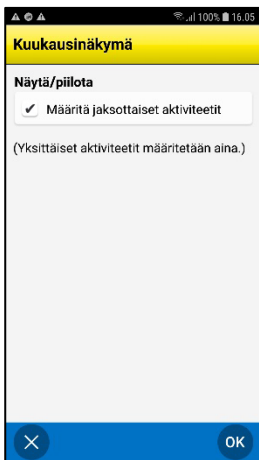 100% 16.05
Kuukausinäkymä
Näytä/piilota
Määritä jaksottaiset aktiviteetit
(Yksittäiset aktiviteetit määritetään aina.)
OK